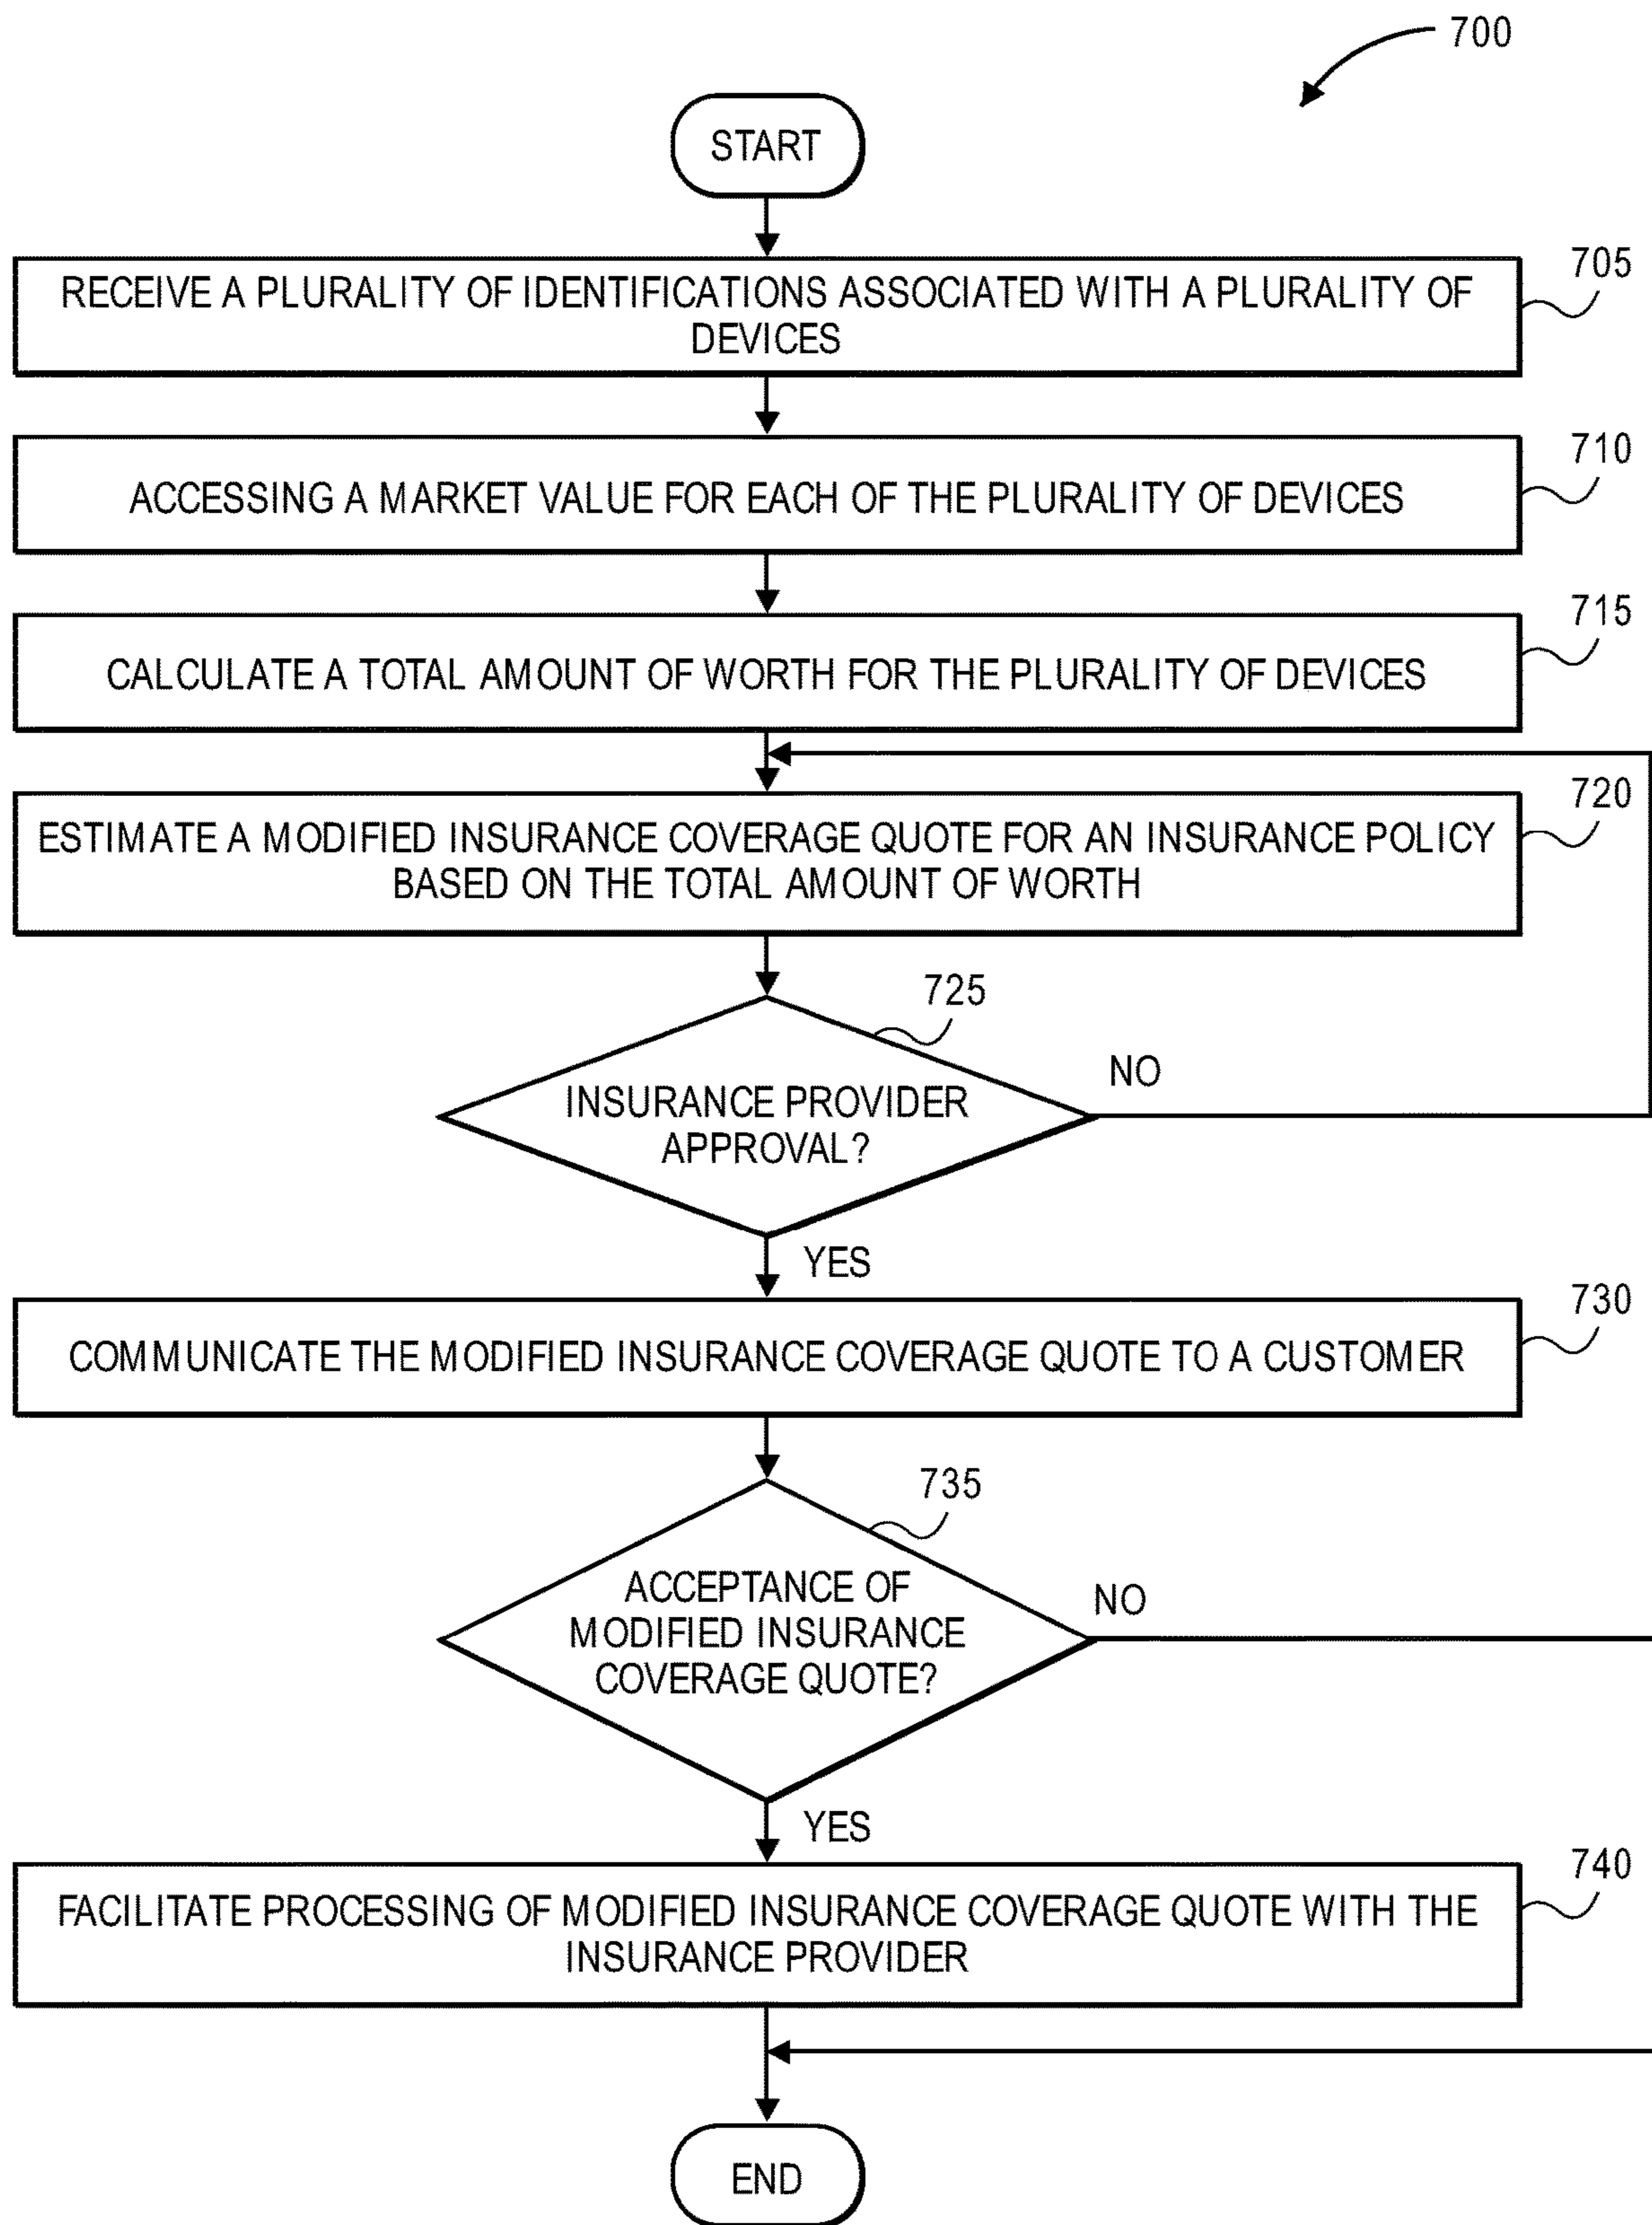 700
START
705
RECEIVE A PLURALITY OF IDENTIFICATIONS ASSOCIATED WITH A PLURALITY OF
DEVICES
710
ACCESSING A MARKET VALUE FOR EACH OF THE PLURALITY OF DEVICES
715
CALCULATE A TOTAL AMOUNT OF WORTH FOR THE PLURALITY OF DEVICES
720
ESTIMATE A MODIFIED INSURANCE COVERAGE QUOTE FOR AN INSURANCE POLICY
BASED ON THE TOTAL AMOUNT OF WORTH
725
NO
INSURANCE PROVIDER
APPROVAL?
YES
730
COMMUNICATE THE MODIFIED INSURANCE COVERAGE QUOTE TO A CUSTOMER
735
NO
ACCEPTANCE OF
MODIFIED INSURANCE
COVERAGE QUOTE?
YES
740
FACILITATE PROCESSING OF MODIFIED INSURANCE COVERAGE QUOTE WITH THE
INSURANCE PROVIDER
END